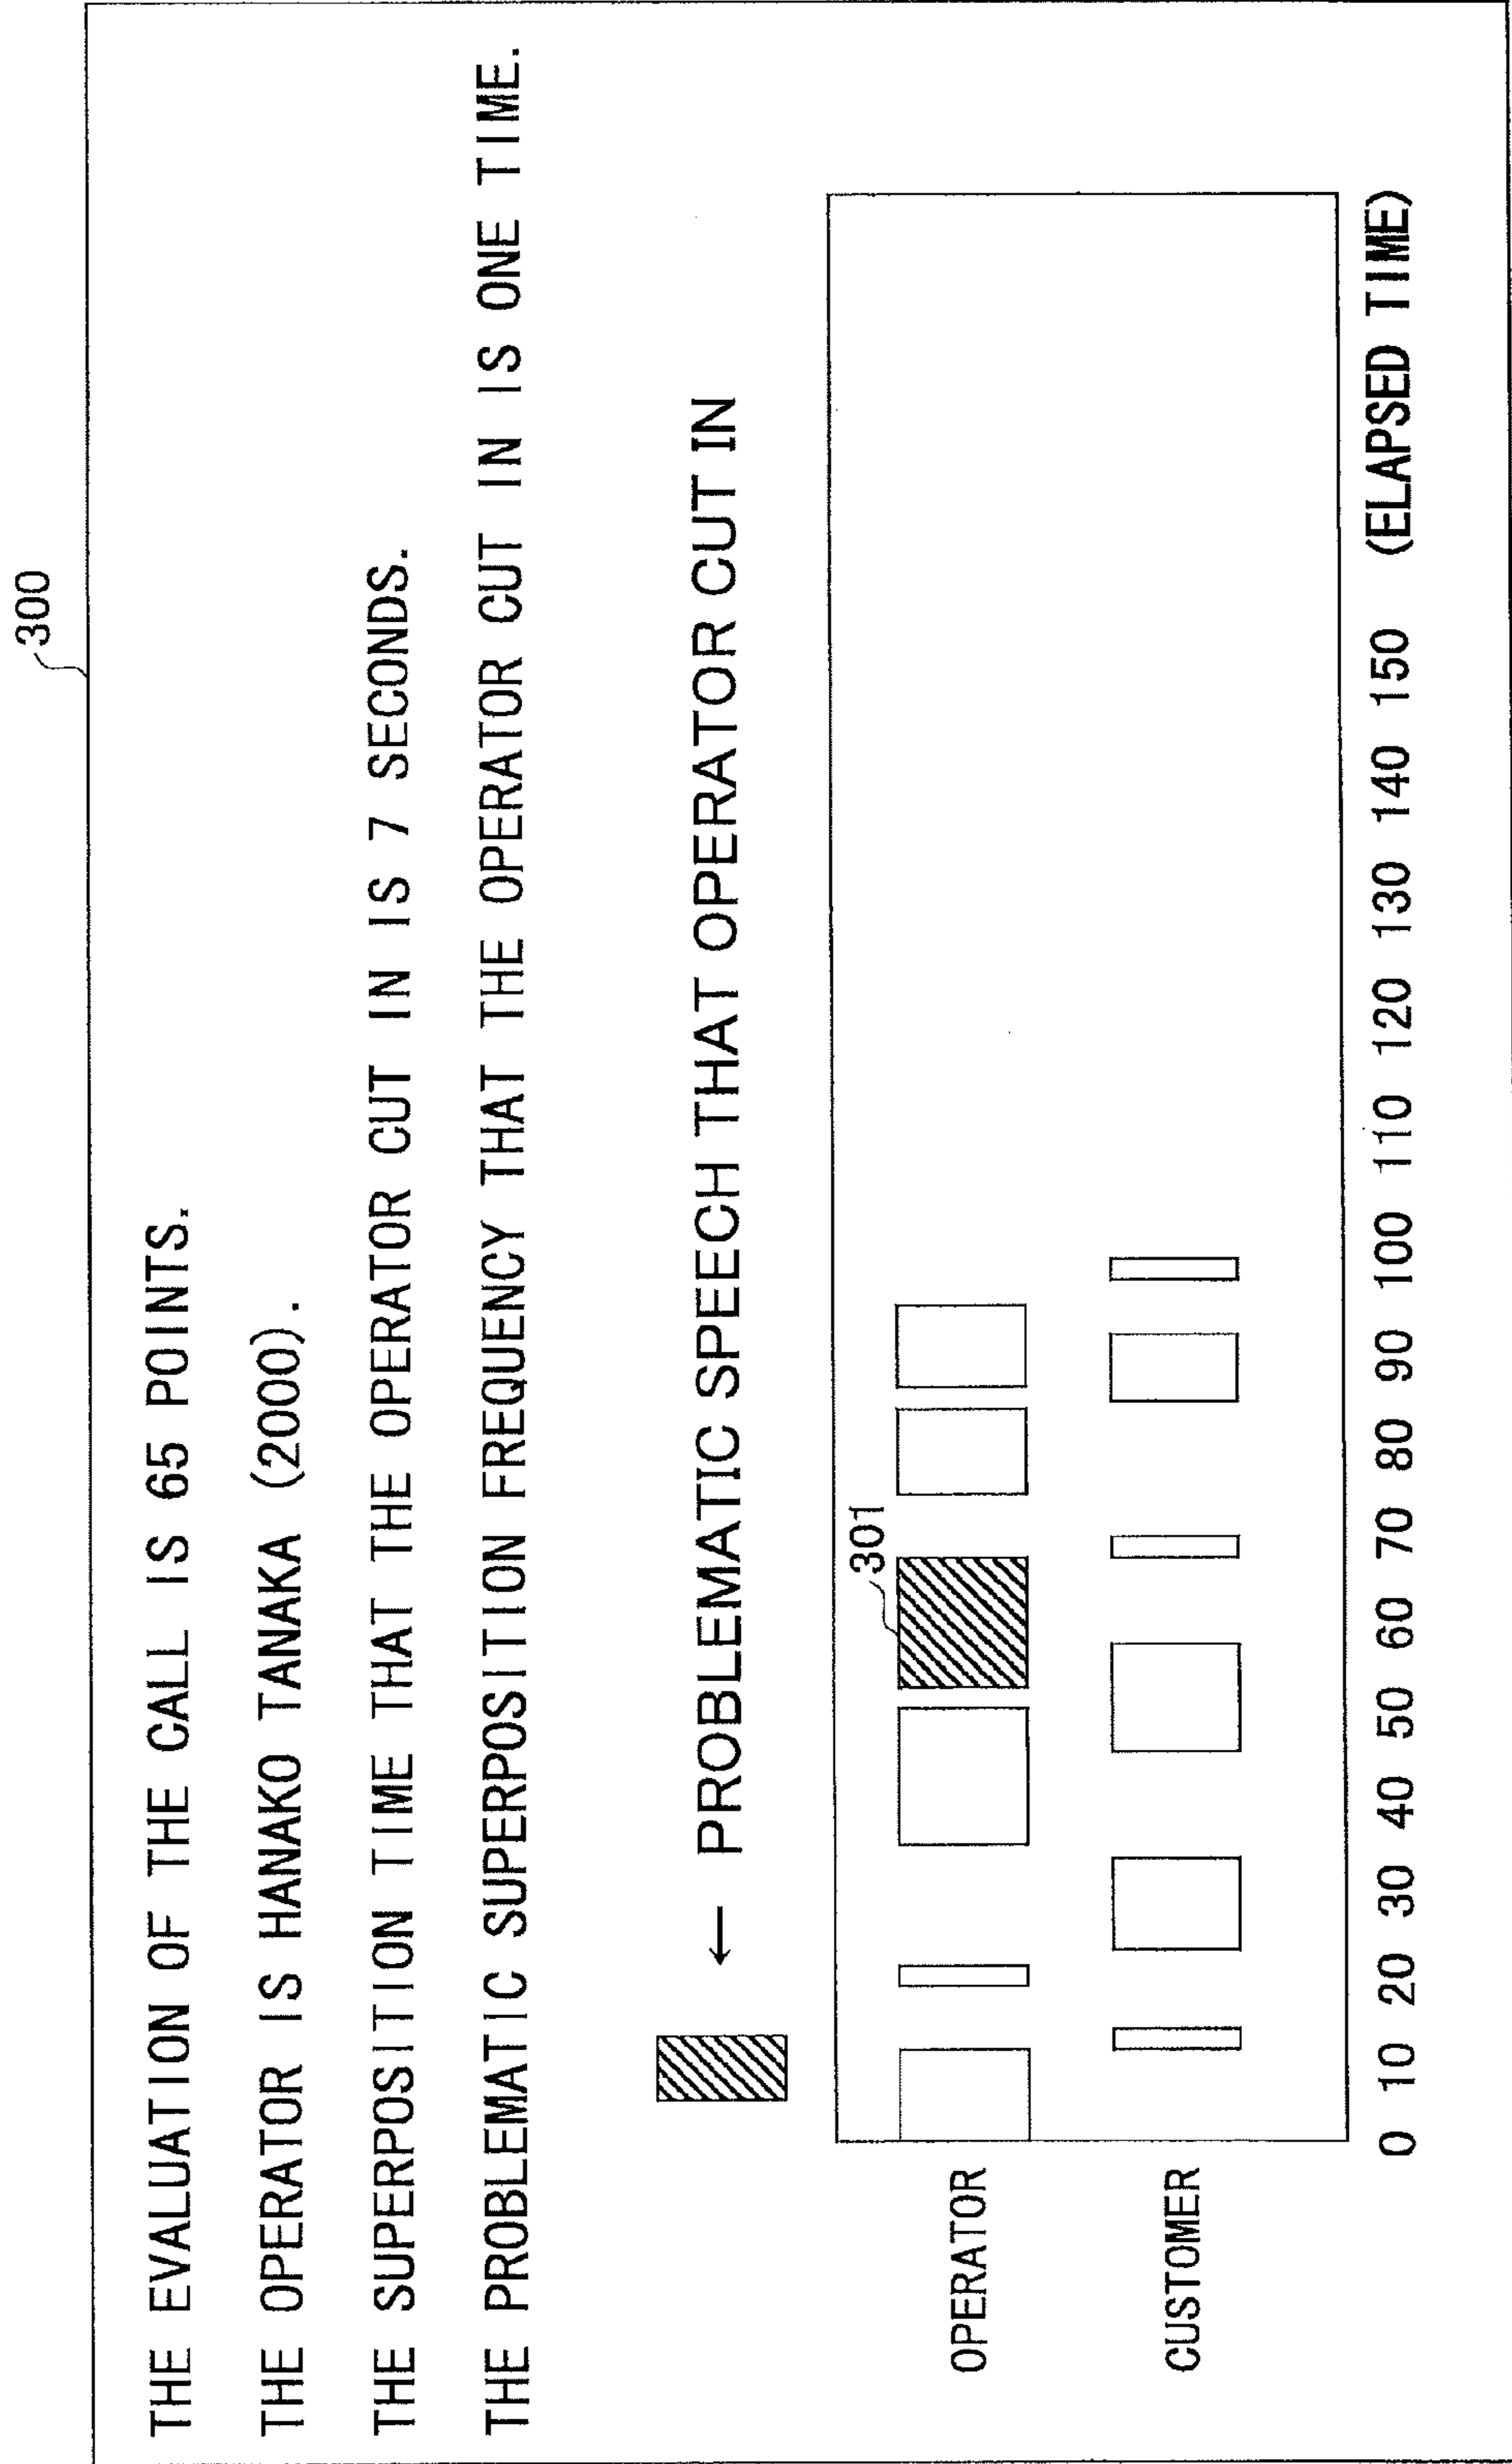 300
THE EVALUATION OF THE CALL IS 65 POINTS.
THE OPERATOR IS HANAKO TANAKA (2000).
THE SUPERPOSITION TIME THAT THE OPERATOR CUT IN IS 7 SECONDS.
THE PROBLEMATIC SUPERPOSITION FREQUENCY THAT THE OPERATOR CUT IN IS ONE TIME.
← PROBLEMATIC SPEECH THAT OPERATOR CUT IN
301
OPERATOR
CUSTOMER
0 10 20 30 40 50 60 70 80 90 100 110 120 130 140 150 (ELAPSED TIME)